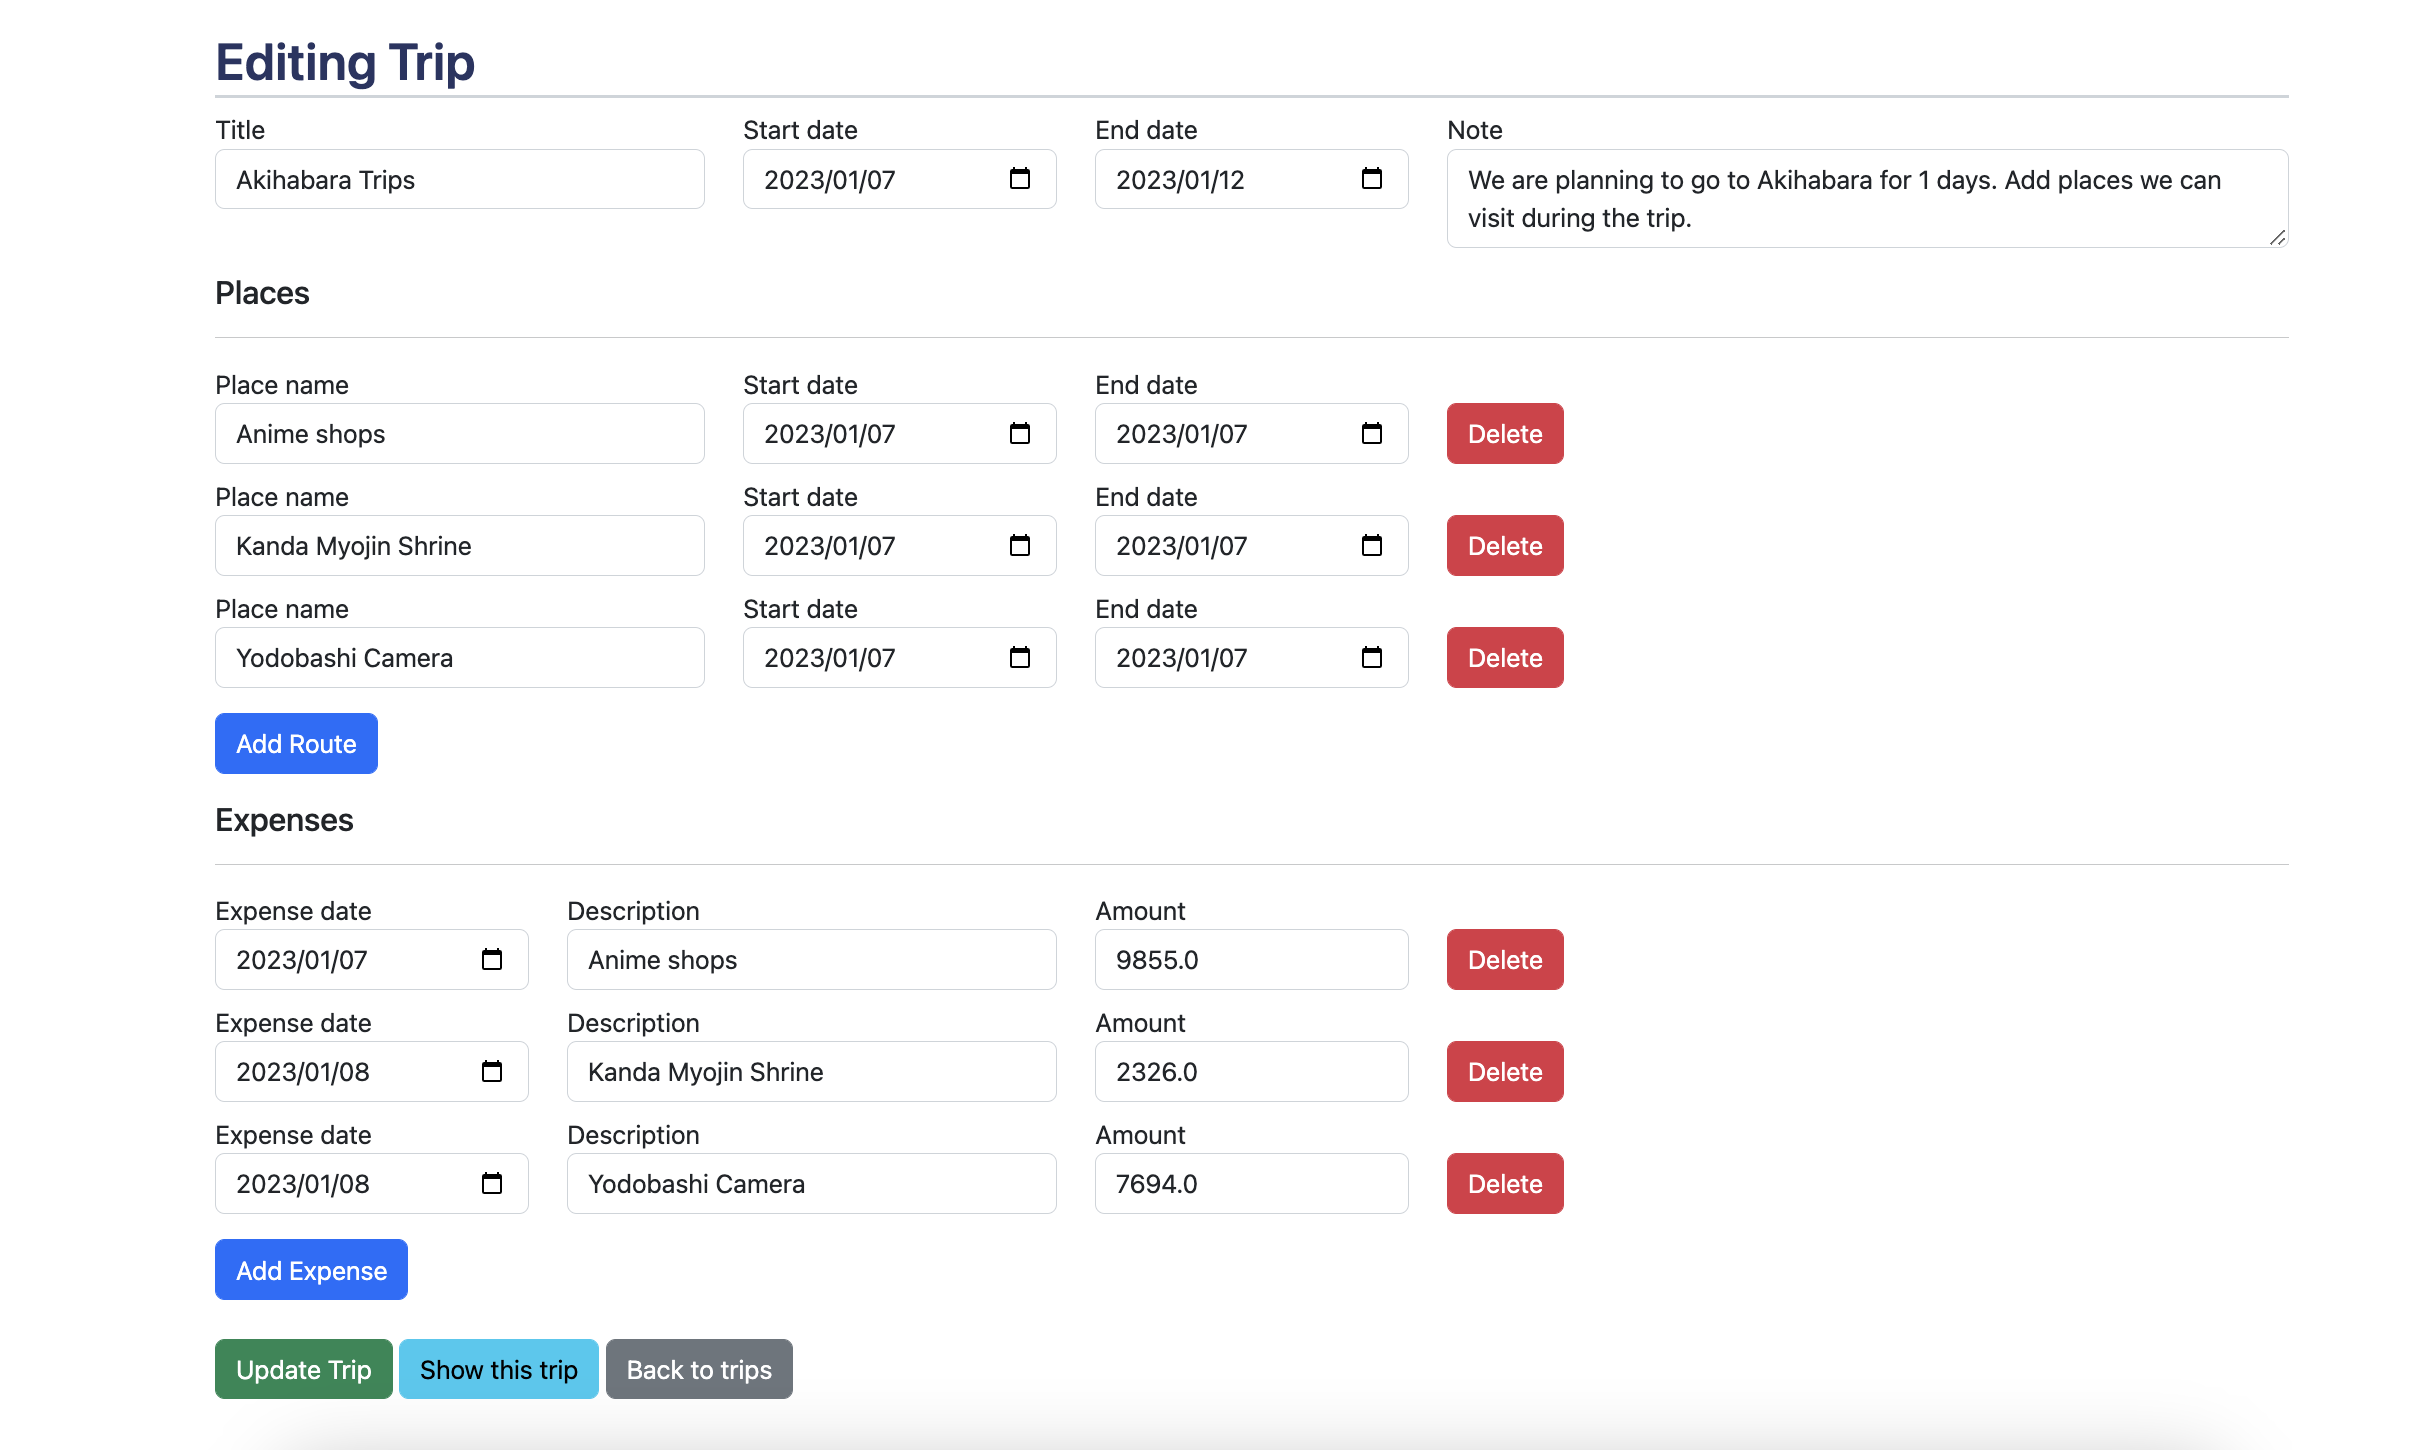 Editing Trip
Title Start date End date Note
Akihabara Trips 2023/01/07 2023/01/12 We are planning to go to Akihabara for 1 days. Add places we can
visit during the trip.
Places
Place name Start date End date
Anime shops 2023/01/07 2023/01/07 Delete
Place name Start date End date
Kanda Myojin Shrine 2023/01/07 2023/01/07 Delete
Place name Start date End date
Yodobashi Camera 2023/01/07 2023/01/07 Delete
Add Route
Expenses
Expense date Description Amount
2023/01/07 Anime shops 9855.0 Delete
Expense date Description Amount
2023/01/08 Kanda Myojin Shrine 2326.0 Delete
Expense date Description Amount
2023/01/08 Yodobashi Camera 7694.0 Delete
Add Expense
Update Trip Show this trip Back to trips